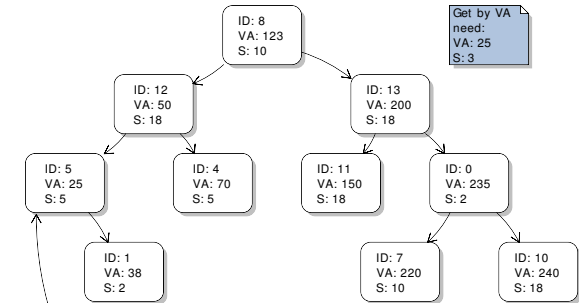 ID: 8
VA: 123
S: 10
Get by VA
need:
VA: 25
S: 3
ID: 12
VA: 50
S: 18
ID: 13
VA: 200
S: 18
ID: 5
VA: 25
S: 5
ID: 4
VA: 70
S: 5
ID: 11
VA: 150
S: 18
ID: 0
VA: 235
S: 2
ID: 1
VA: 38
S: 2
ID: 7
VA: 220
S: 10
ID: 10
VA: 240
S: 18